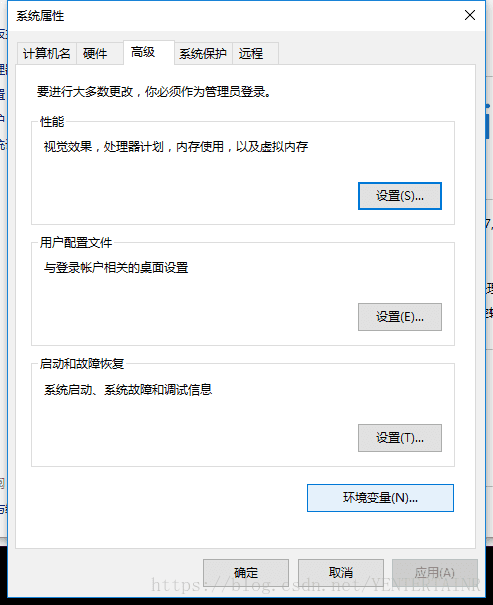 系统属性
计算机名 硬件 高级 系统保护 远程
要进行大多数更改，你必须作为管理员登录。
性能
视觉效果，处理器计划，内存使用，以及虚拟内存
设置(S)...
用户配置文件
与登录帐户相关的桌面设置
设置(E)...
启动和故障恢复
系统启动、系统故障和调试信息
设置(T)...
环境变量(N)...
确定 取消 应用(A)